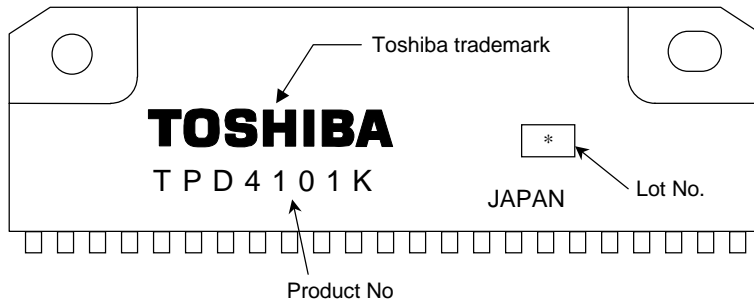 Toshiba trademark
TOSHIBA
TPD4101K
*
JAPAN
Lot No.
Product No